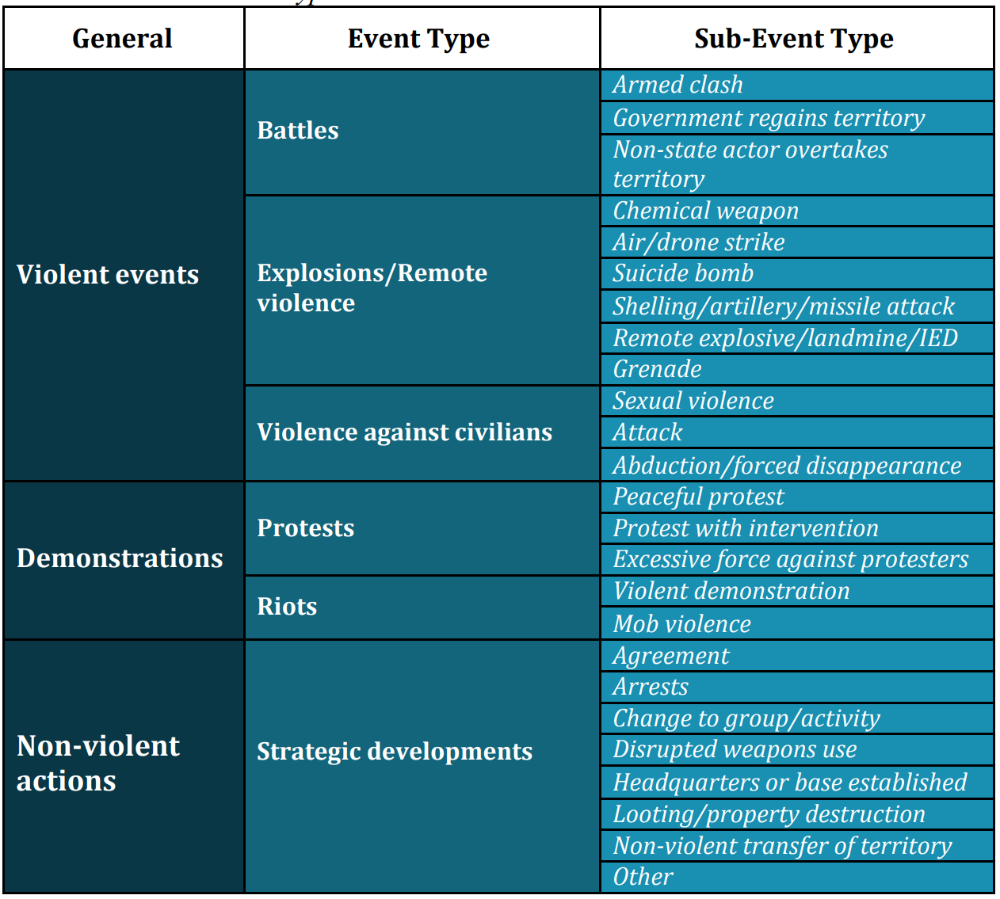 General
Event Type
Sub-Event Type
Violent events
Battles
Armed clash
Government regains territory
Non-state actor overtakes
territory
Explosions/Remote
violence
Chemical weapon
Air/drone strike
Suicide bomb
Shelling/artillery/missile attack
Remote explosive/landmine/IED
Grenade
Violence against civilians
Sexual violence
Attack
Abduction/forced disappearance
Demonstrations
Protests
Peaceful protest
Protest with intervention
Excessive force against protesters
Riots
Violent demonstration
Mob violence
Non-violent
actions
Strategic developments
Agreement
Arrests
Change to group/activity
Disrupted weapons use
Headquarters or base established
Looting/property destruction
Non-violent transfer of territory
Other